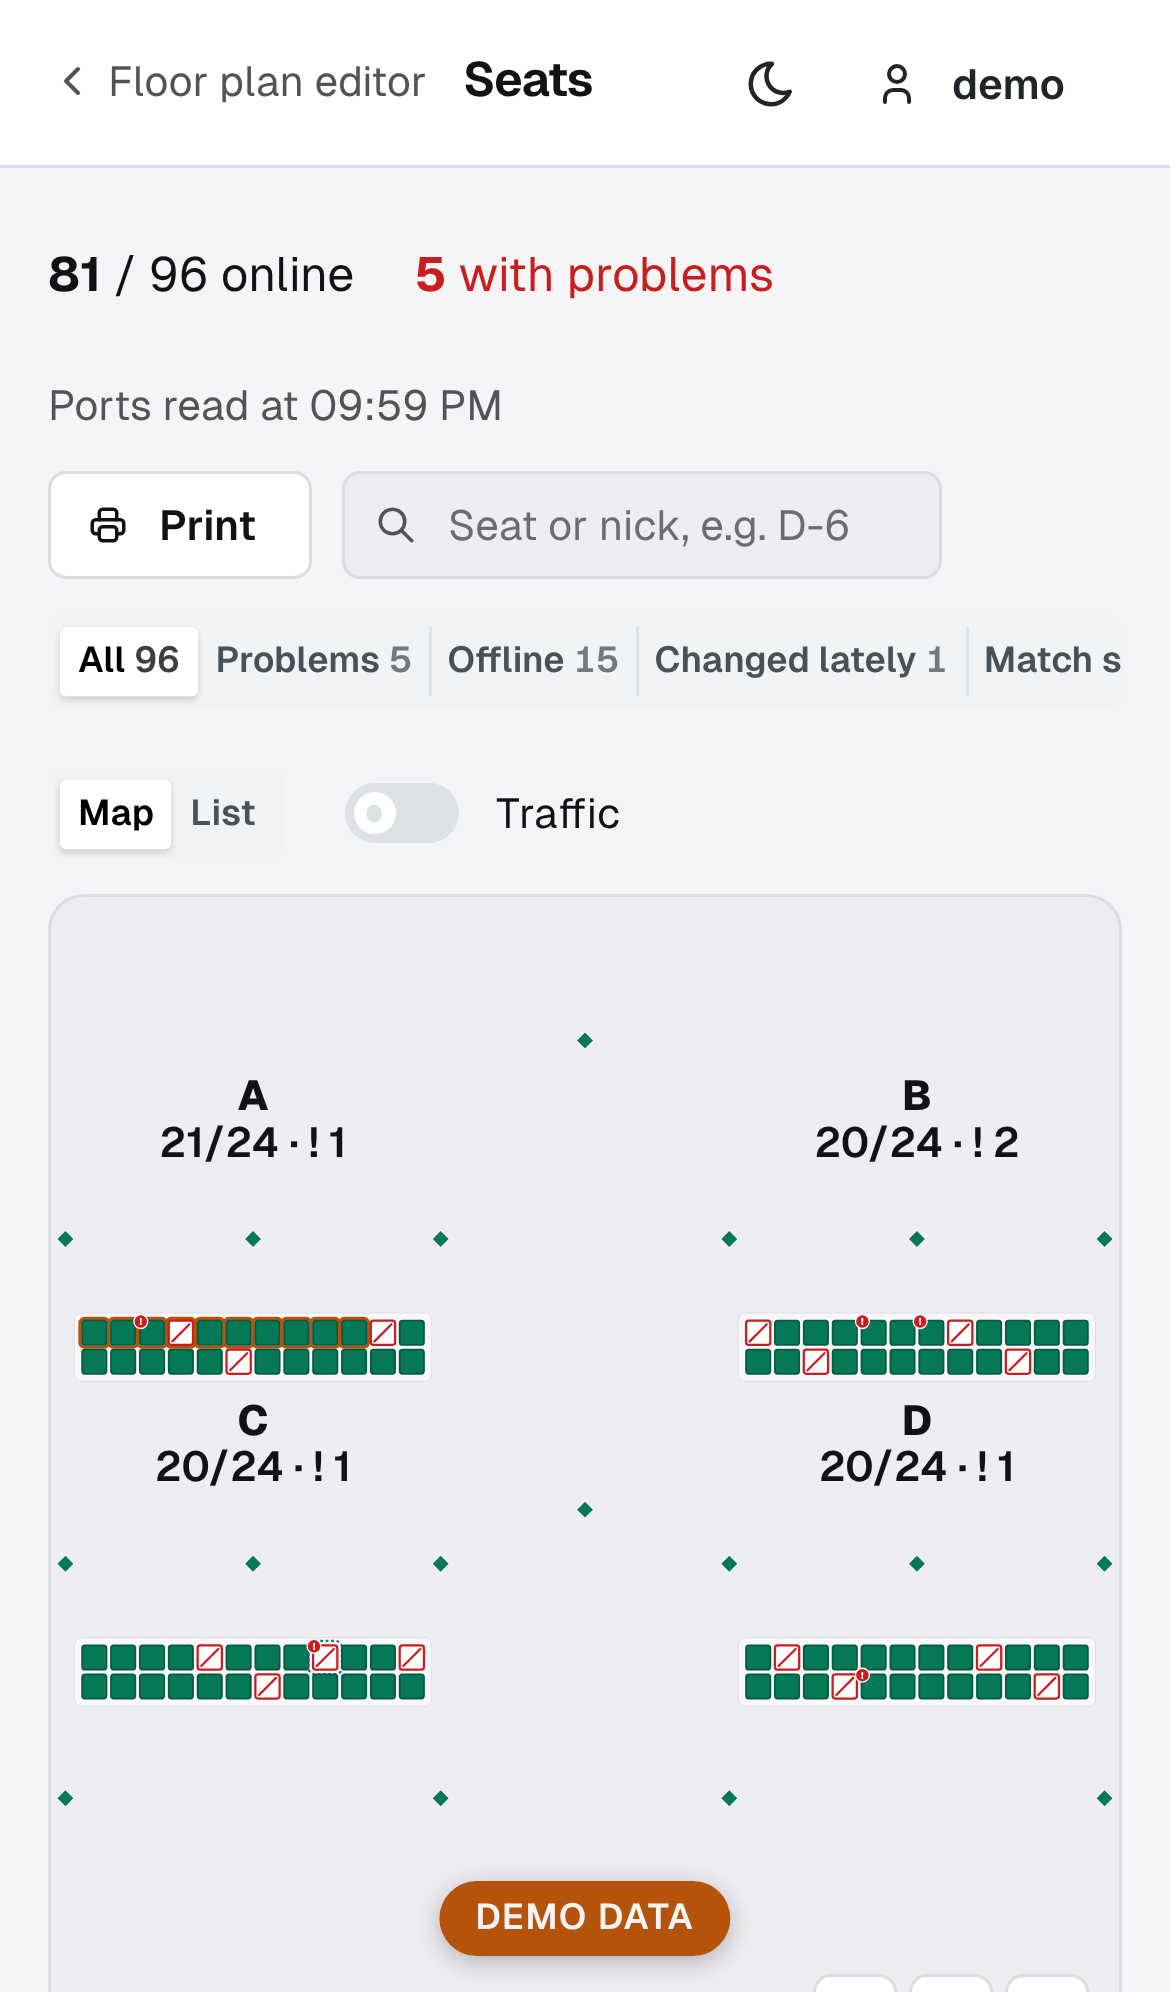 Floor plan editor Seats demo
81 / 96 online 5 with problems
Ports read at 09:59 PM
Print Seat or nick, e.g. D-6
All 96 Problems 5 Offline 15 Changed lately 1 Match s
Map List Traffic
A B
21/24 · ! 1 20/24 · ! 2
C D
20/24 · ! 1 20/24 · ! 1
DEMO DATA